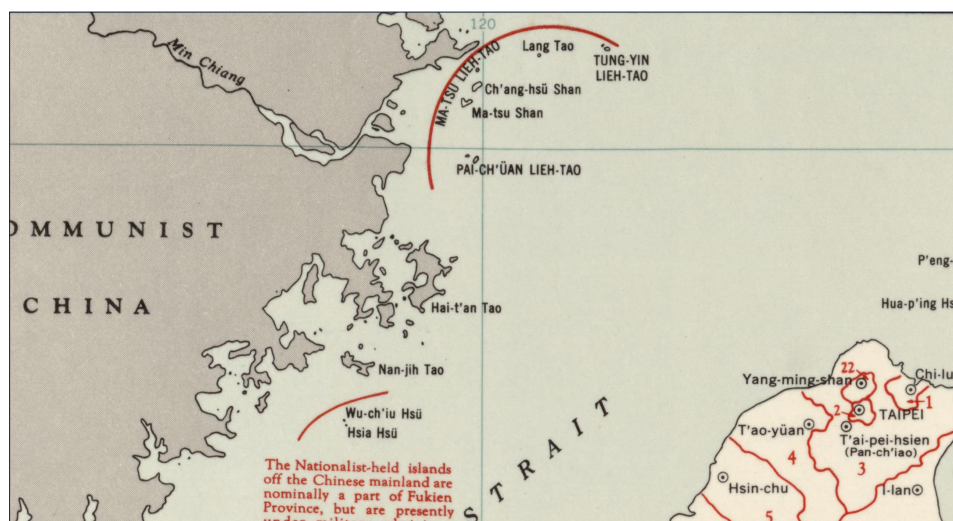 120
Min Chiang
MA-TSU LIEH-TAO
Lang Tao
TUNG-YIN
LIEH-TAO
Ch'ang-hsü Shan
Ma-tsu Shan
PAI-CH'ÜAN LIEH-TAO
OMMUNIST
CHINA
P'eng-
Hai-t'an Tao
Hua-p'ing Hs
Nan-jih Tao
22
Yang-ming-shan
Chi-lu
1
2
TAIPEI
Wu-ch'iu Hsü
Hsia Hsü
STRAIT
T'ao-yüan
T'ai-pei-hsien
(Pan-ch'iao)
4
3
The Nationalist-held islands
off the Chinese mainland are
nominally a part of Fukien
Province, but are presently
Hsin-chu
I-lan
5